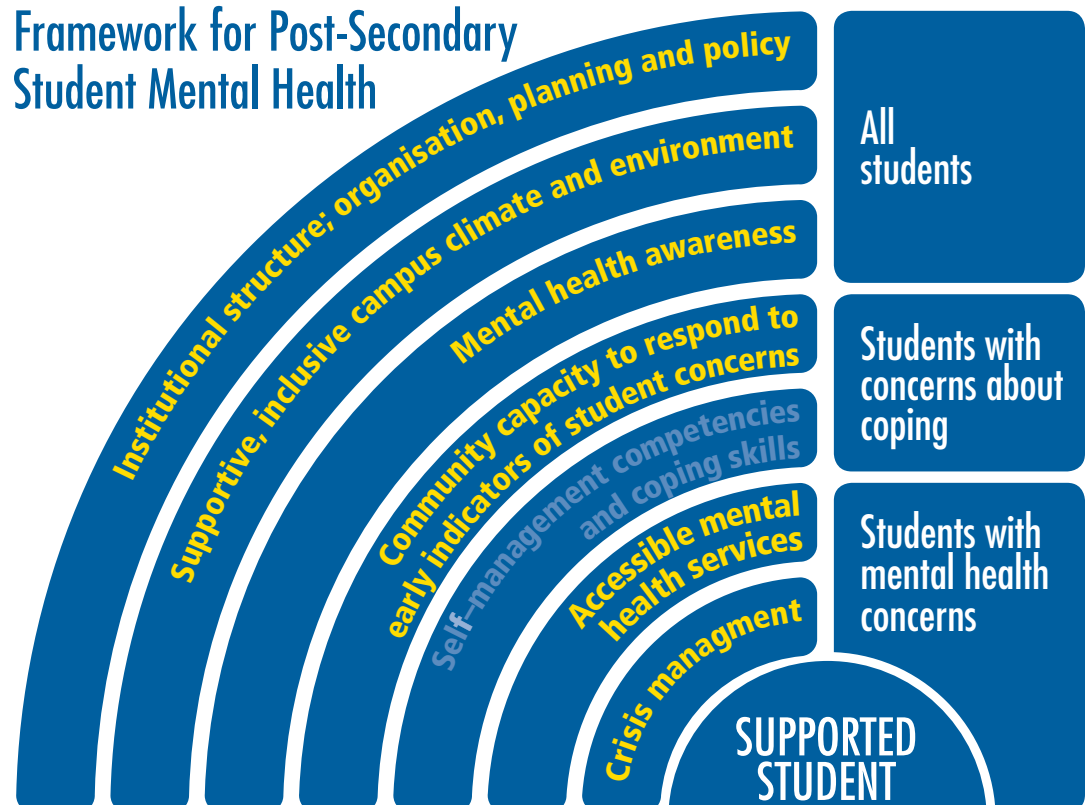 Framework for Post-Secondary
Student Mental Health
Institutional structure; organisation, planning and policy
Supportive, inclusive campus climate and environment
Mental health awareness
Community capacity to respond to
early indicators of student concerns
Self-management competencies
and coping skills
Accessible mental
health services
Crisis managment
All
students
Students with
concerns about
coping
Students with
mental health
concerns
SUPPORTED
STUDENT